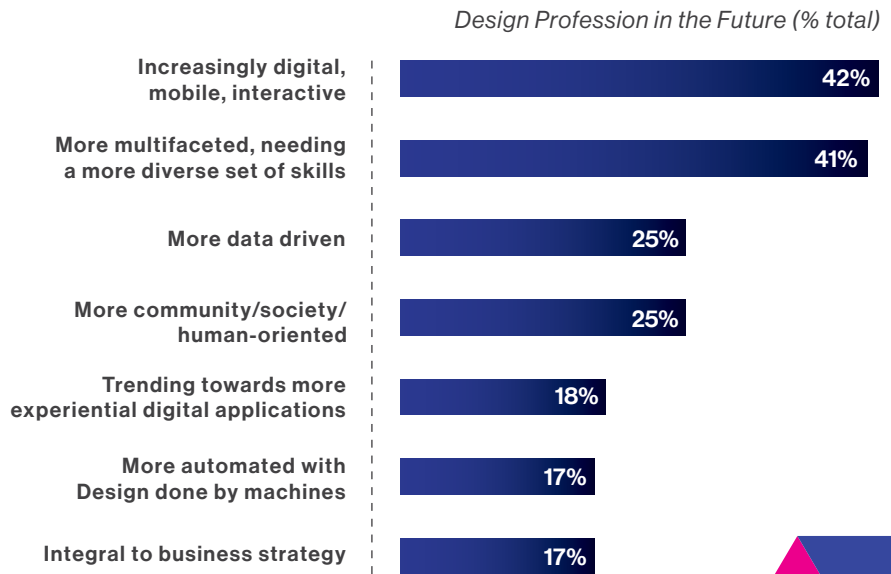 Design Profession in the Future (% total)
Increasingly digital,
mobile, interactive
42%
More multifaceted, needing
a more diverse set of skills
41%
More data driven
25%
More community/society/
human-oriented
25%
Trending towards more
experiential digital applications
18%
More automated with
Design done by machines
17%
Integral to business strategy
17%